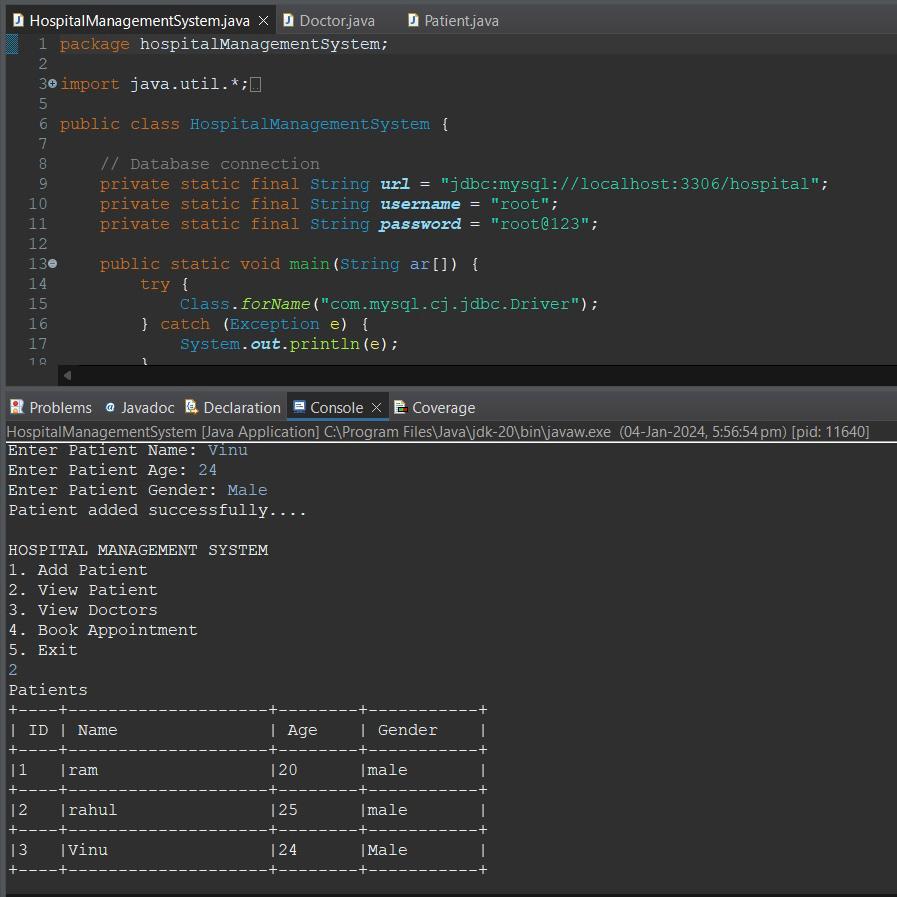 HospitalManagementSystem.java Doctor.java Patient.java
1 package hospitalManagementSystem;
2
3 import java.util.*;
5
6 public class HospitalManagementSystem {
7
8 // Database connection
9 private static final String url = "jdbc:mysql://localhost:3306/hospital";
10 private static final String username = "root";
11 private static final String password = "root@123";
12
13 public static void main(String ar[]) {
14 try {
15 Class.forName("com.mysql.cj.jdbc.Driver");
16 } catch (Exception e) {
17 System.out.println(e);
18 }
Problems Javadoc Declaration Console Coverage
HospitalManagementSystem [Java Application] C:\Program Files\Java\jdk-20\bin\javaw.exe (04-Jan-2024, 5:56:54 pm) [pid: 11640]
Enter Patient Name: Vinu
Enter Patient Age: 24
Enter Patient Gender: Male
Patient added successfully....
HOSPITAL MANAGEMENT SYSTEM
1. Add Patient
2. View Patient
3. View Doctors
4. Book Appointment
5. Exit
2
Patients
+----+--------------------+--------+-----------+
| ID | Name               | Age    | Gender    |
+----+--------------------+--------+-----------+
|1   |ram                 |20      |male       |
+----+--------------------+--------+-----------+
|2   |rahul               |25      |male       |
+----+--------------------+--------+-----------+
|3   |Vinu                |24      |Male       |
+----+--------------------+--------+-----------+